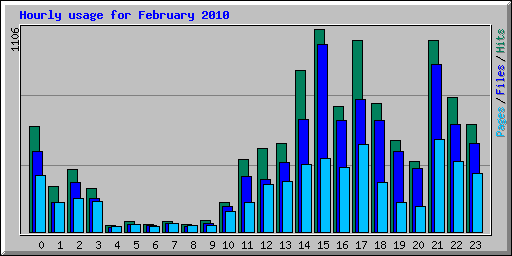 Hourly usage for February 2010
1106
Pages / Files / Hits
0 1 2 3 4 5 6 7 8 9 10 11 12 13 14 15 16 17 18 19 20 21 22 23